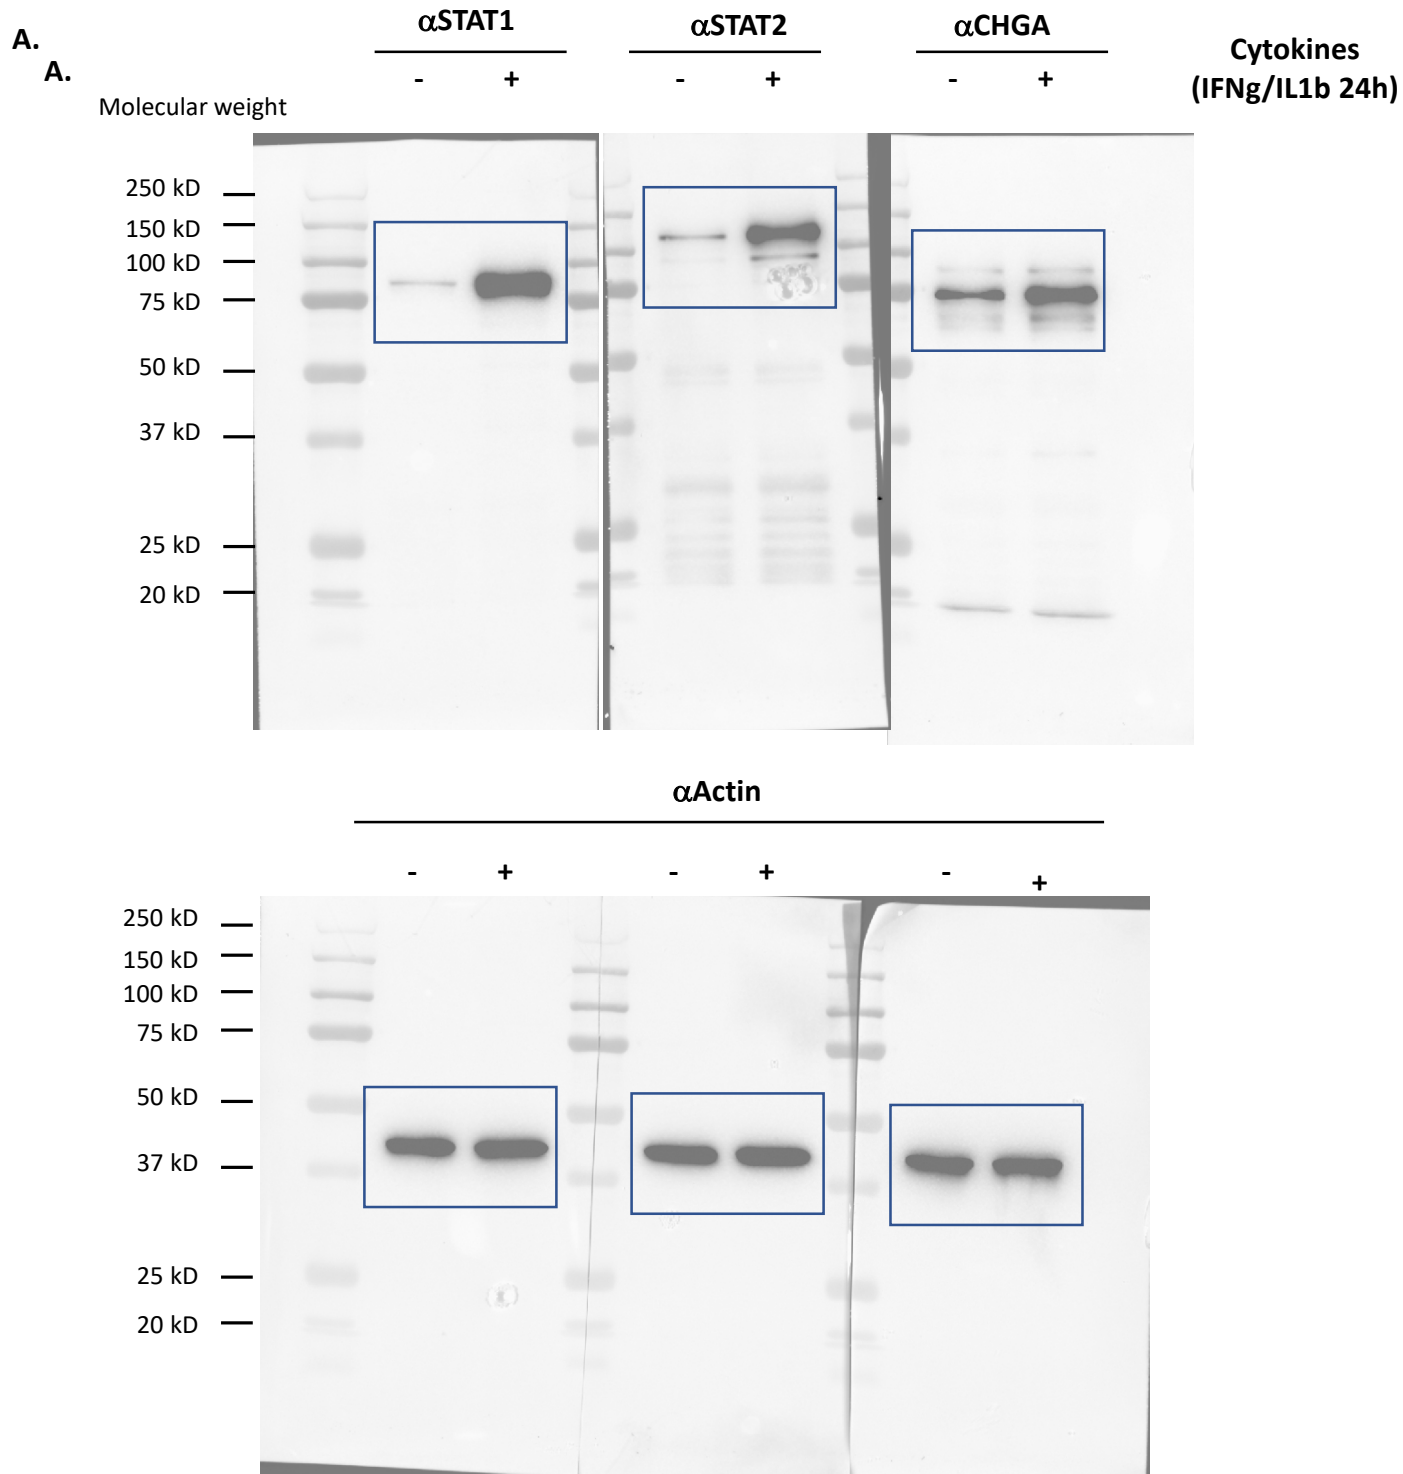 A.
A.
αSTAT1
αSTAT2
αCHGA
- + - + - +
Cytokines
(IFNg/IL1b 24h)
Molecular weight
250 kD
150 kD
100 kD
75 kD
50 kD
37 kD
25 kD
20 kD
αActin
- + - + - +
250 kD
150 kD
100 kD
75 kD
50 kD
37 kD
25 kD
20 kD